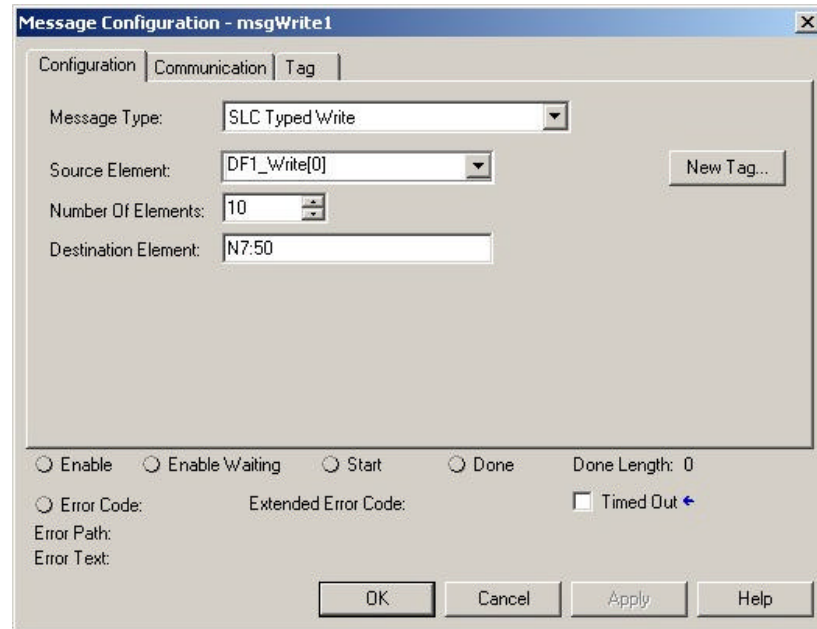 Message Configuration - msgWrite1
Configuration Communication Tag
Message Type: SLC Typed Write
Source Element: DF1_Write[0] New Tag...
Number Of Elements: 10
Destination Element: N7:50
Enable Enable Waiting Start Done Done Length: 0
Error Code: Extended Error Code: Timed Out
Error Path:
Error Text:
OK Cancel Apply Help